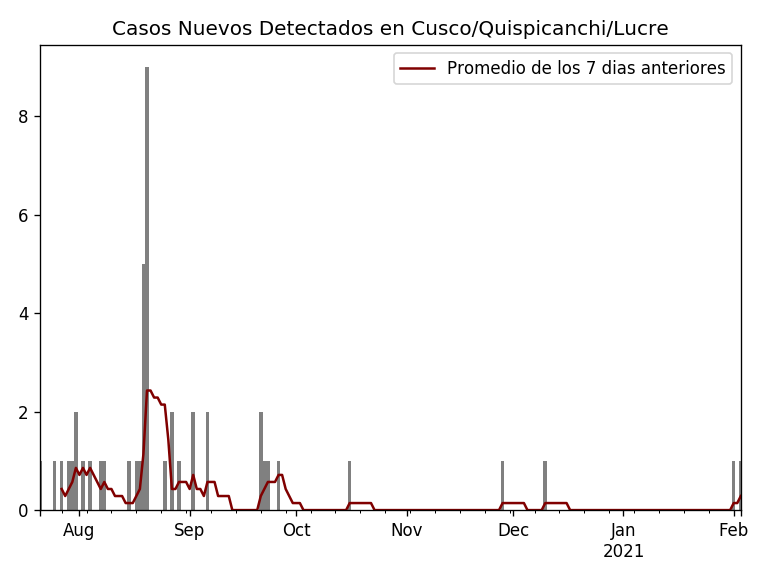 Casos Nuevos Detectados en Cusco/Quispicanchi/Lucre
Promedio de los 7 dias anteriores
8
6
4
2
0
Aug Sep Oct Nov Dec Jan Feb
2021